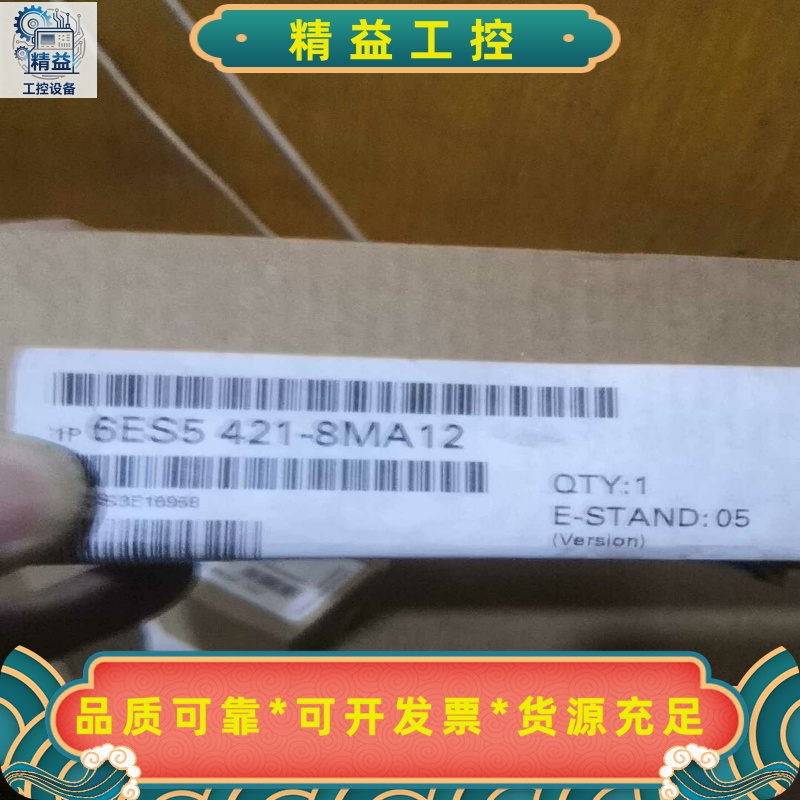 精益
工控设备
· 精益工控 ·
1P 6ES5 421-8MA12
QTY:1
E-STAND:05
(Version)
品质可靠*可开发票*货源充足